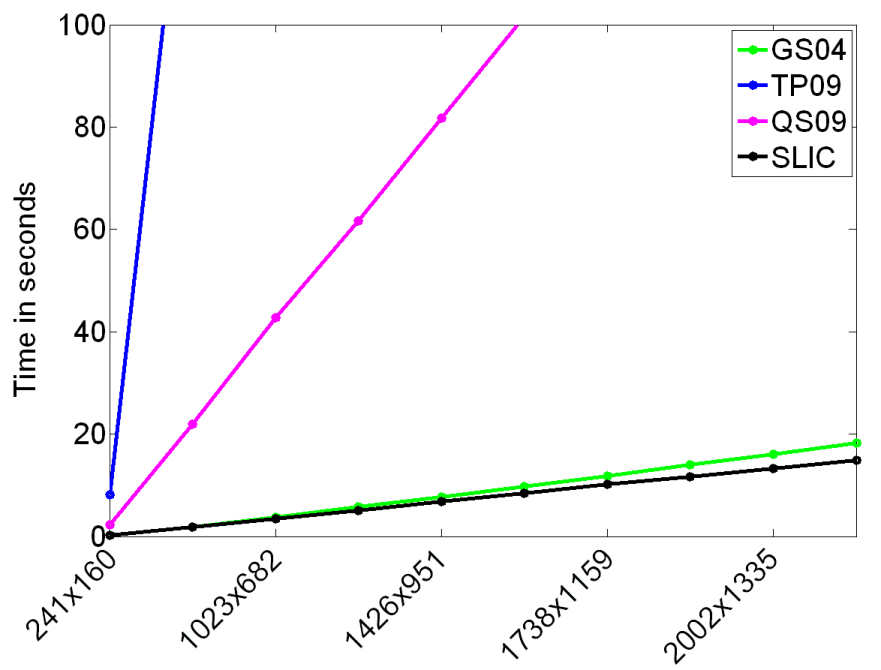 100
80
60
40
20
0
Time in seconds
GS04
TP09
QS09
SLIC
241x160
1023x682
1426x951
1738x1159
2002x1335